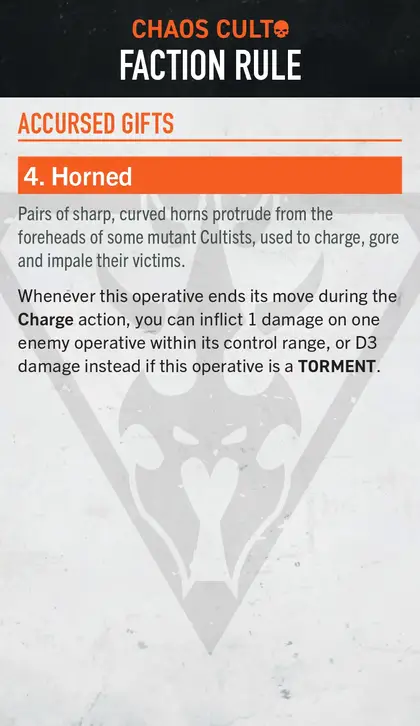 CHAOS CULT
FACTION RULE
ACCURSED GIFTS
4. Horned
Pairs of sharp, curved horns protrude from the
foreheads of some mutant Cultists, used to charge, gore
and impale their victims.
Whenever this operative ends its move during the
Charge action, you can inflict 1 damage on one
enemy operative within its control range, or D3
damage instead if this operative is a TORMENT.